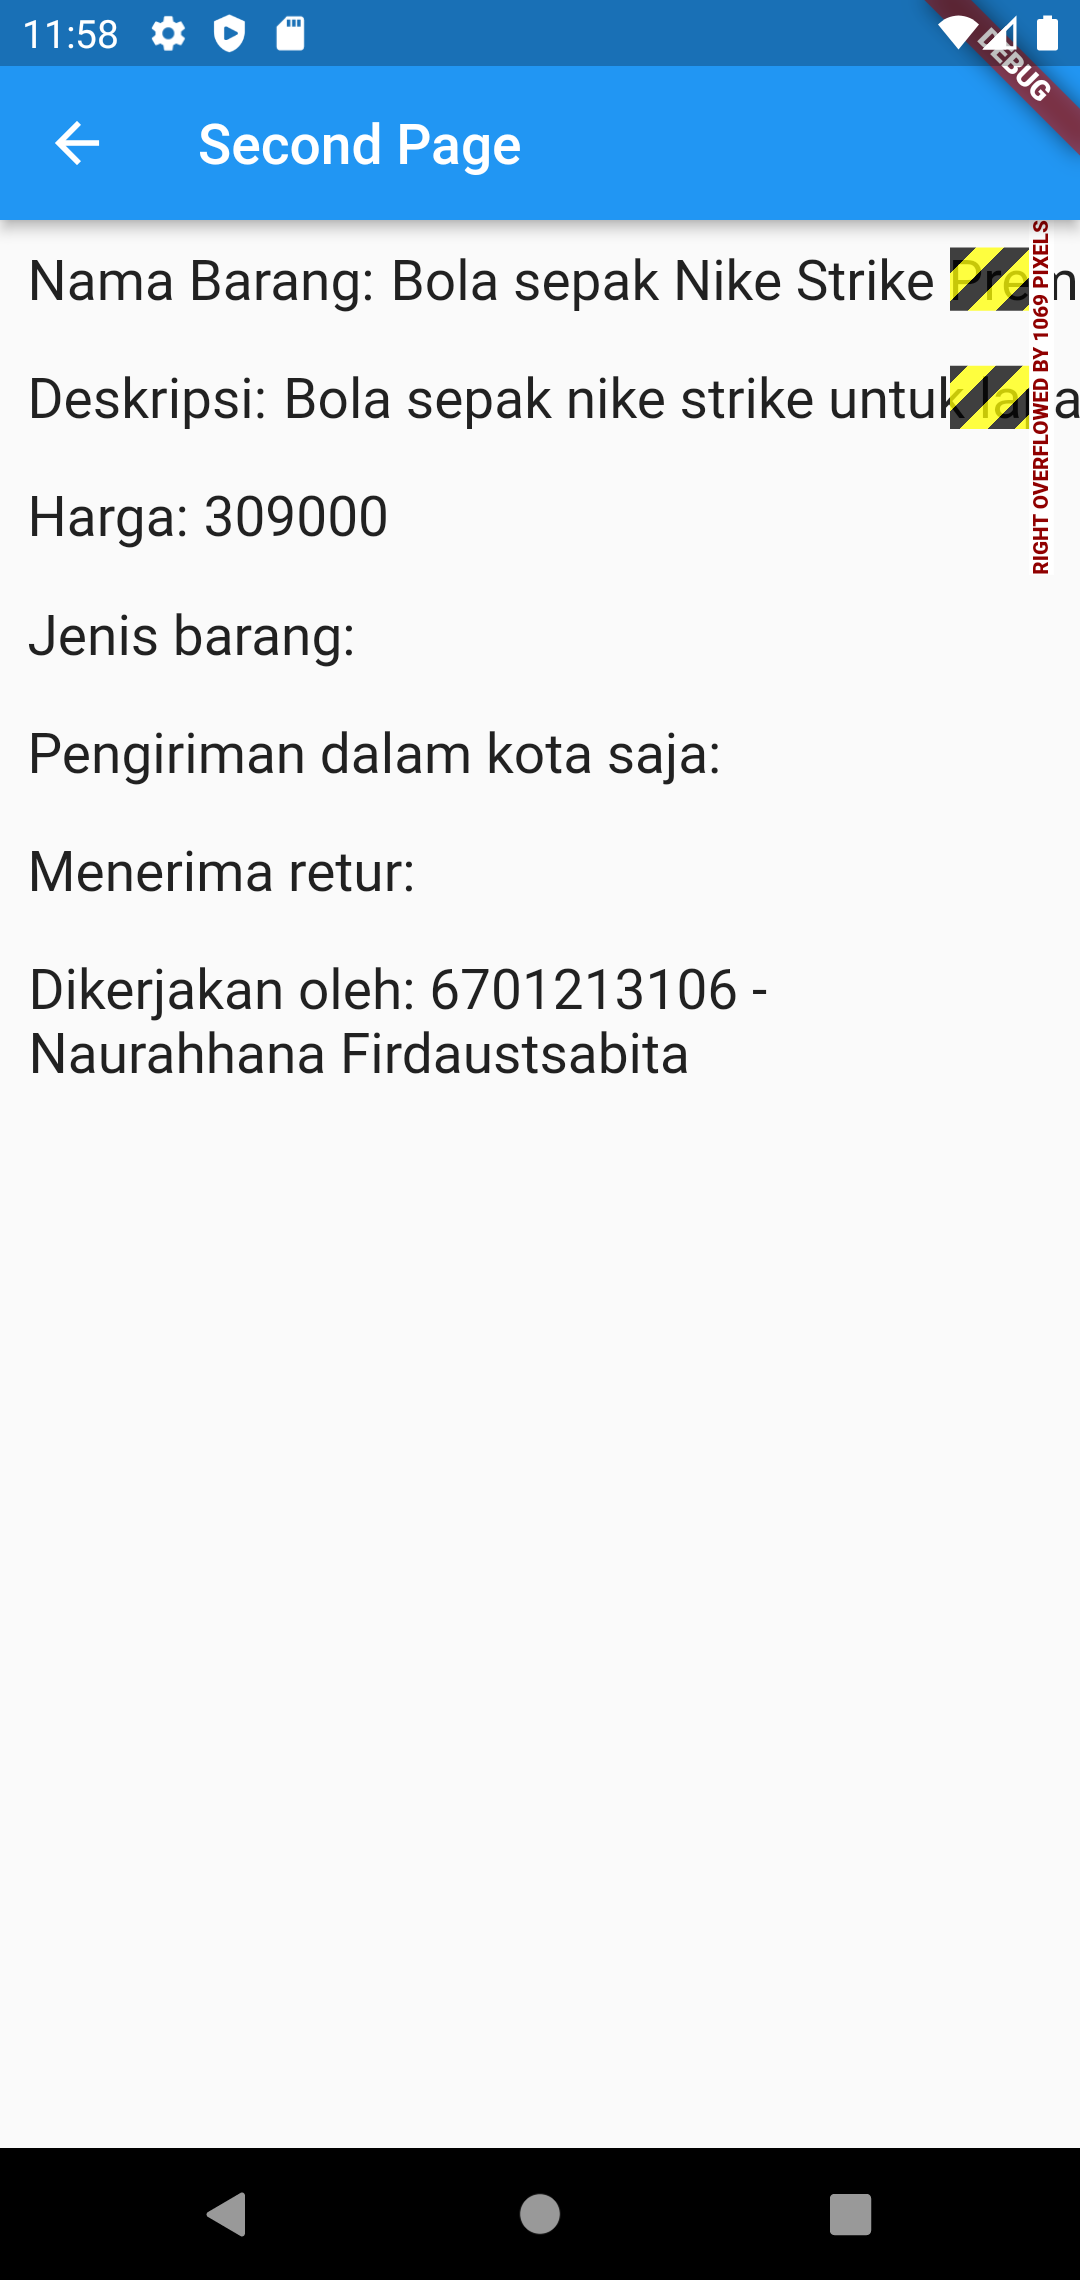 11:58
DEBUG
Second Page
Nama Barang: Bola sepak Nike Strike
Deskripsi: Bola sepak nike strike untuk
RIGHT OVERFLOWED BY 1069 PIXELS
Harga: 309000
Jenis barang:
Pengiriman dalam kota saja:
Menerima retur:
Dikerjakan oleh: 6701213106 -
Naurahhana Firdaustsabita